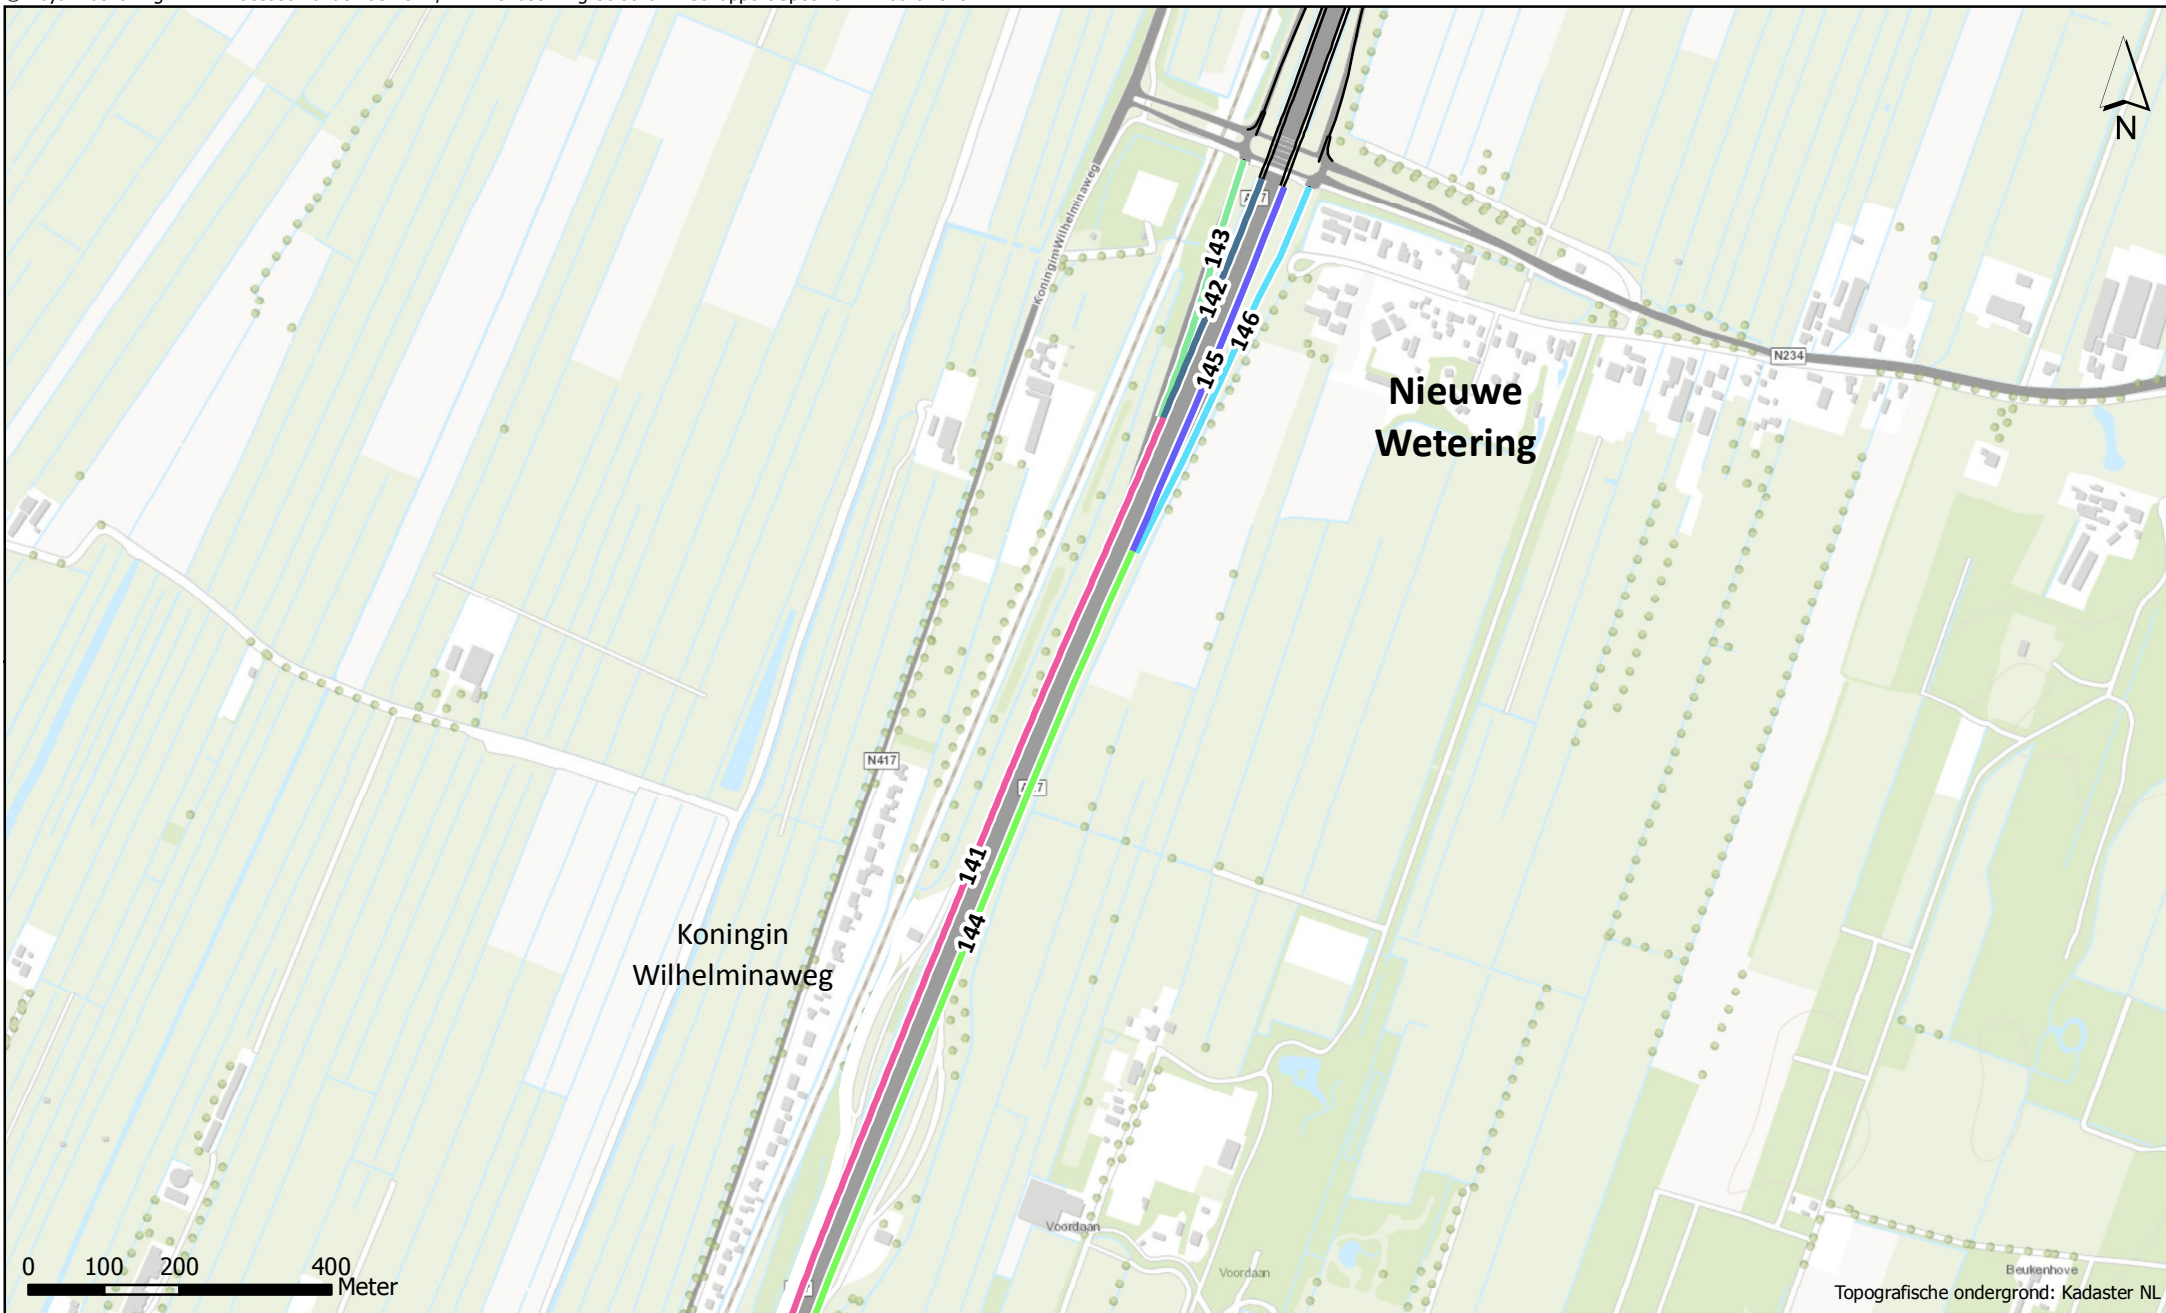 N
Koningin Wilhelminaweg
143
142
146
145
N234
Nieuwe
Wetering
N417
141
144
Koningin
Wilhelminaweg
Voordaan
Voordaan
Beukenhove
0 100 200 400
Meter
Topografische ondergrond: Kadaster NL